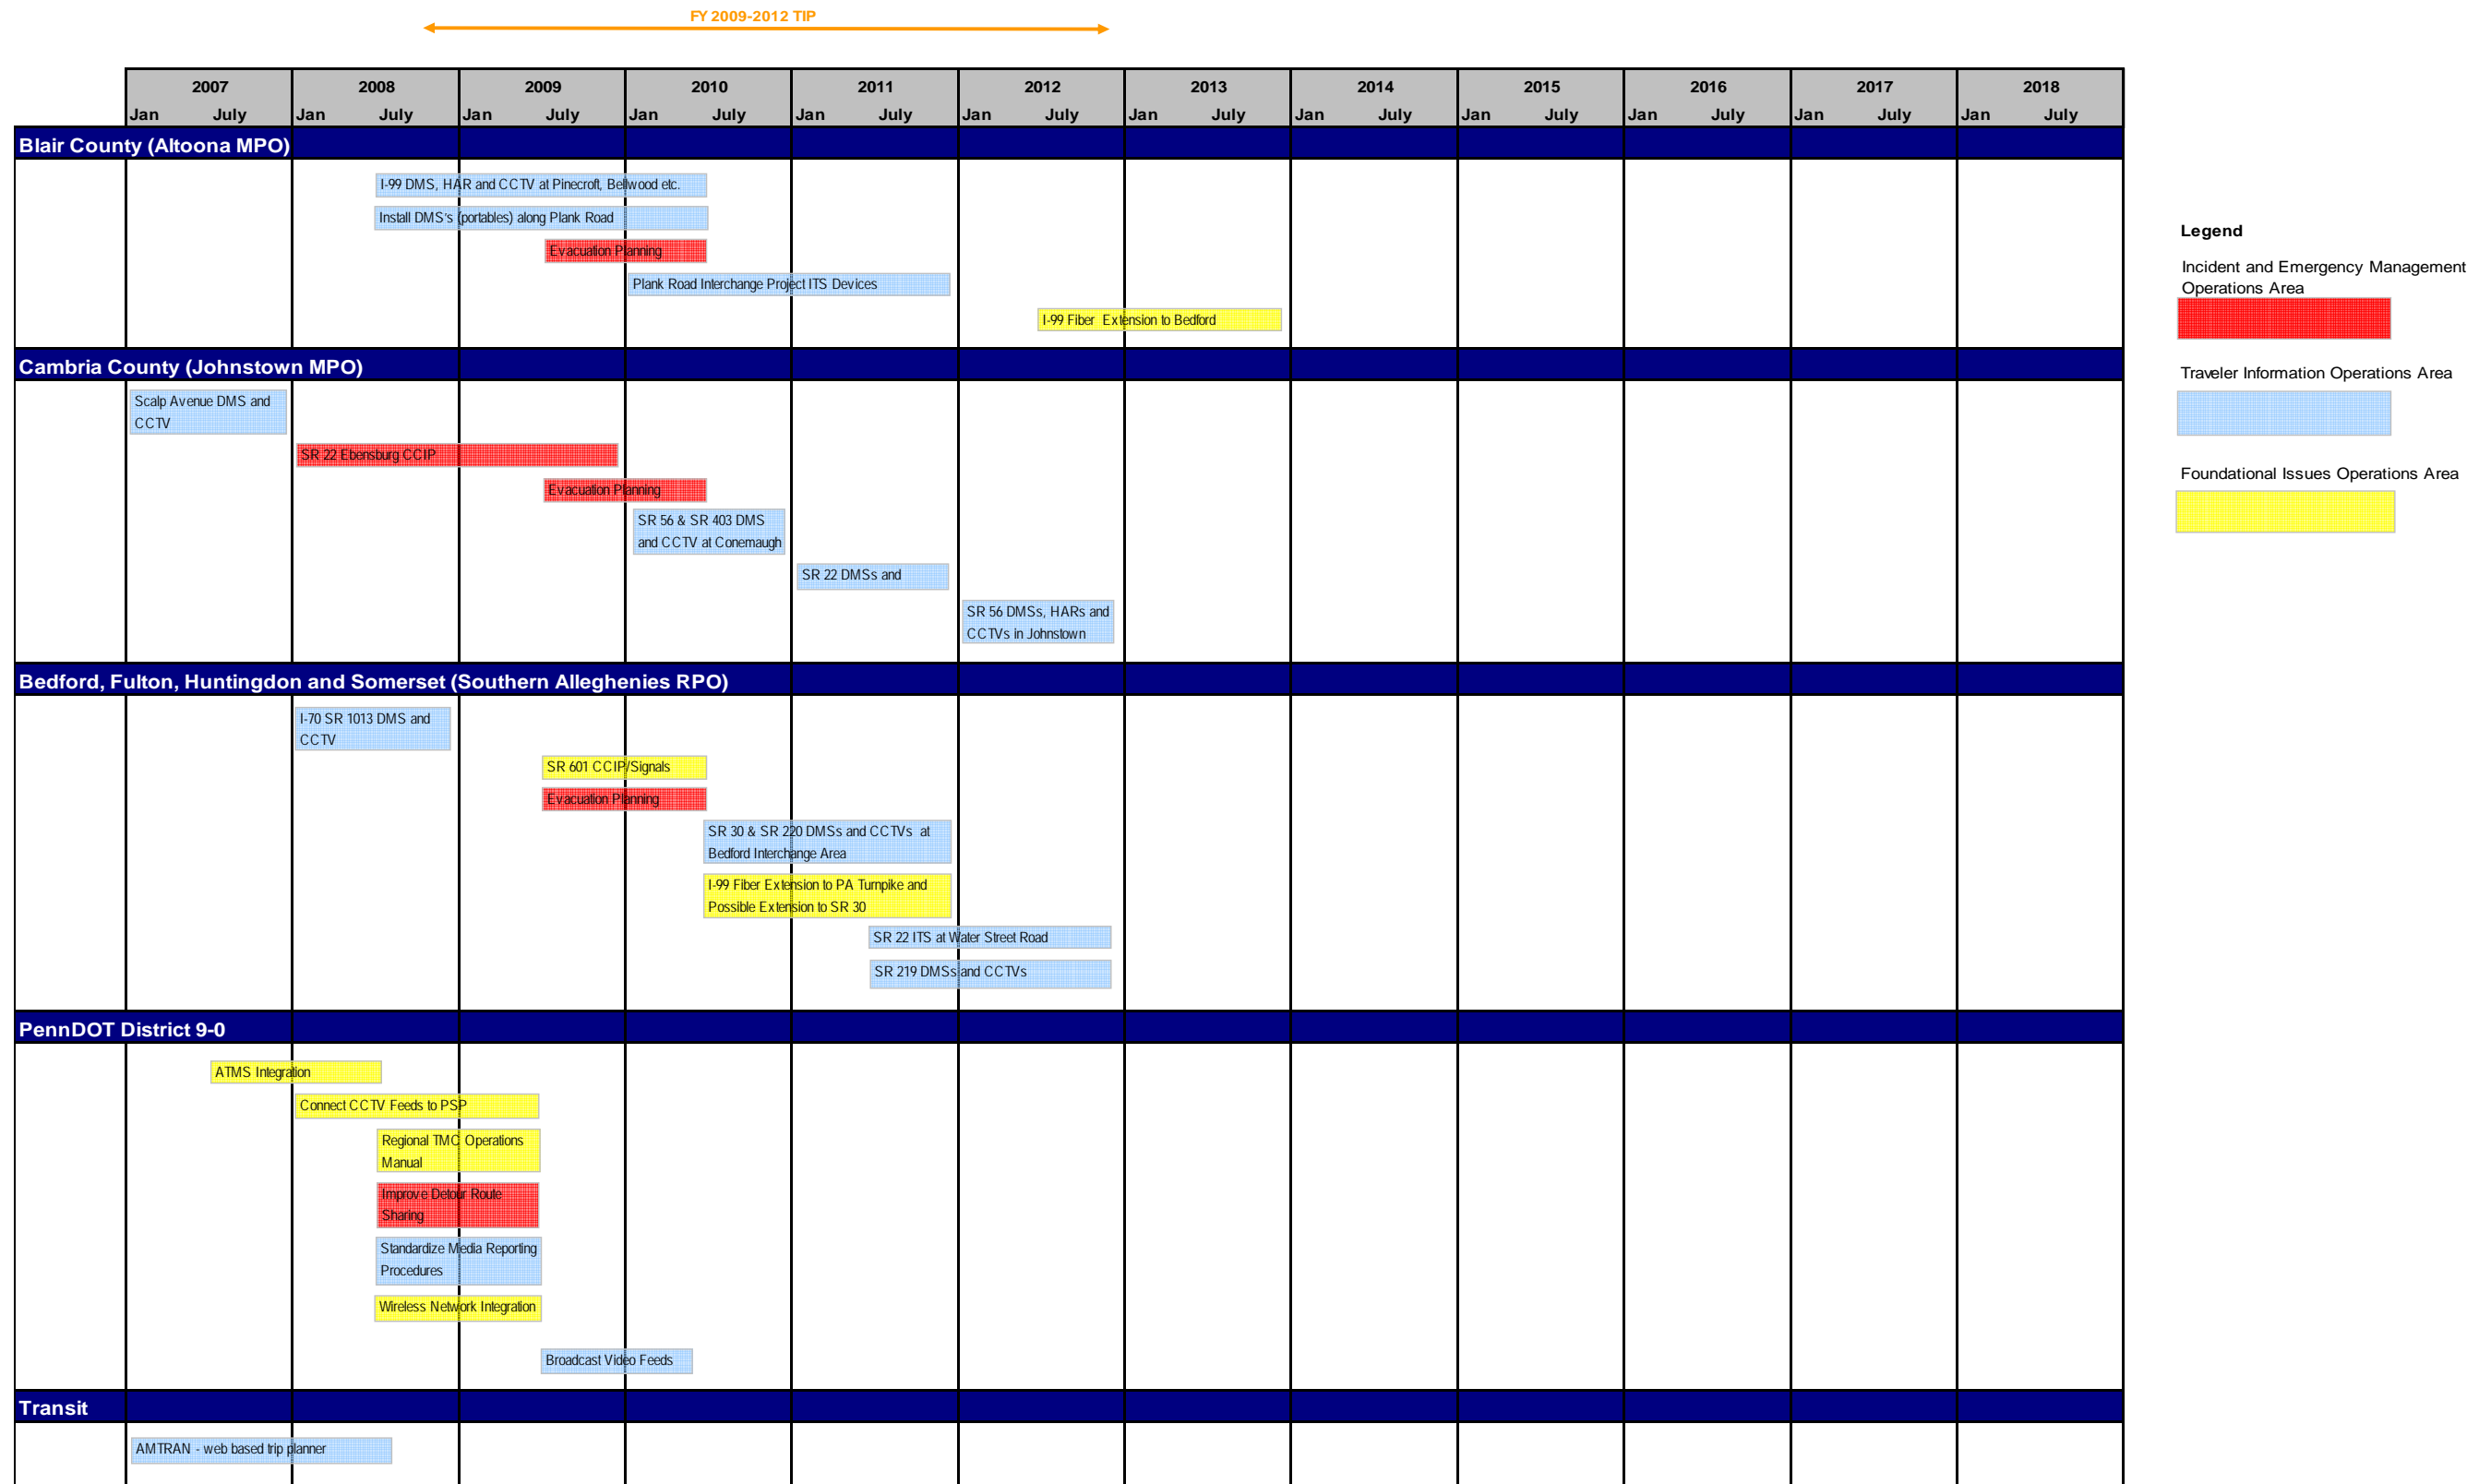 FY 2009-2012 TIP
2007 2008 2009 2010 2011 2012 2013 2014 2015 2016 2017 2018
Jan July Jan July Jan July Jan July Jan July Jan July Jan July Jan July Jan July Jan July Jan July Jan July
Blair County (Altoona MPO)
I-99 DMS, HAR and CCTV at Pinecroft, Bellwood etc.
Install DMS's (portables) along Plank Road
Evacuation Planning
Plank Road Interchange Project ITS Devices
I-99 Fiber Extension to Bedford
Cambria County (Johnstown MPO)
Scalp Avenue DMS and
CCTV
SR 22 Ebensburg CCIP
Evacuation Planning
SR 56 & SR 403 DMS
and CCTV at Conemaugh
SR 22 DMSs and
SR 56 DMSs, HARs and
CCTVs in Johnstown
Bedford, Fulton, Huntingdon and Somerset (Southern Alleghenies RPO)
I-70 SR 1013 DMS and
CCTV
SR 601 CCIP/Signals
Evacuation Planning
SR 30 & SR 220 DMSs and CCTVs at
Bedford Interchange Area
I-99 Fiber Extension to PA Turnpike and
Possible Extension to SR 30
SR 22 ITS at Water Street Road
SR 219 DMSs and CCTVs
PennDOT District 9-0
ATMS Integration
Connect CCTV Feeds to PSP
Regional TMC Operations
Manual
Improve Detour Route
Sharing
Standardize Media Reporting
Procedures
Wireless Network Integration
Broadcast Video Feeds
Transit
AMTRAN - web based trip planner
Legend
Incident and Emergency Management
Operations Area
Traveler Information Operations Area
Foundational Issues Operations Area